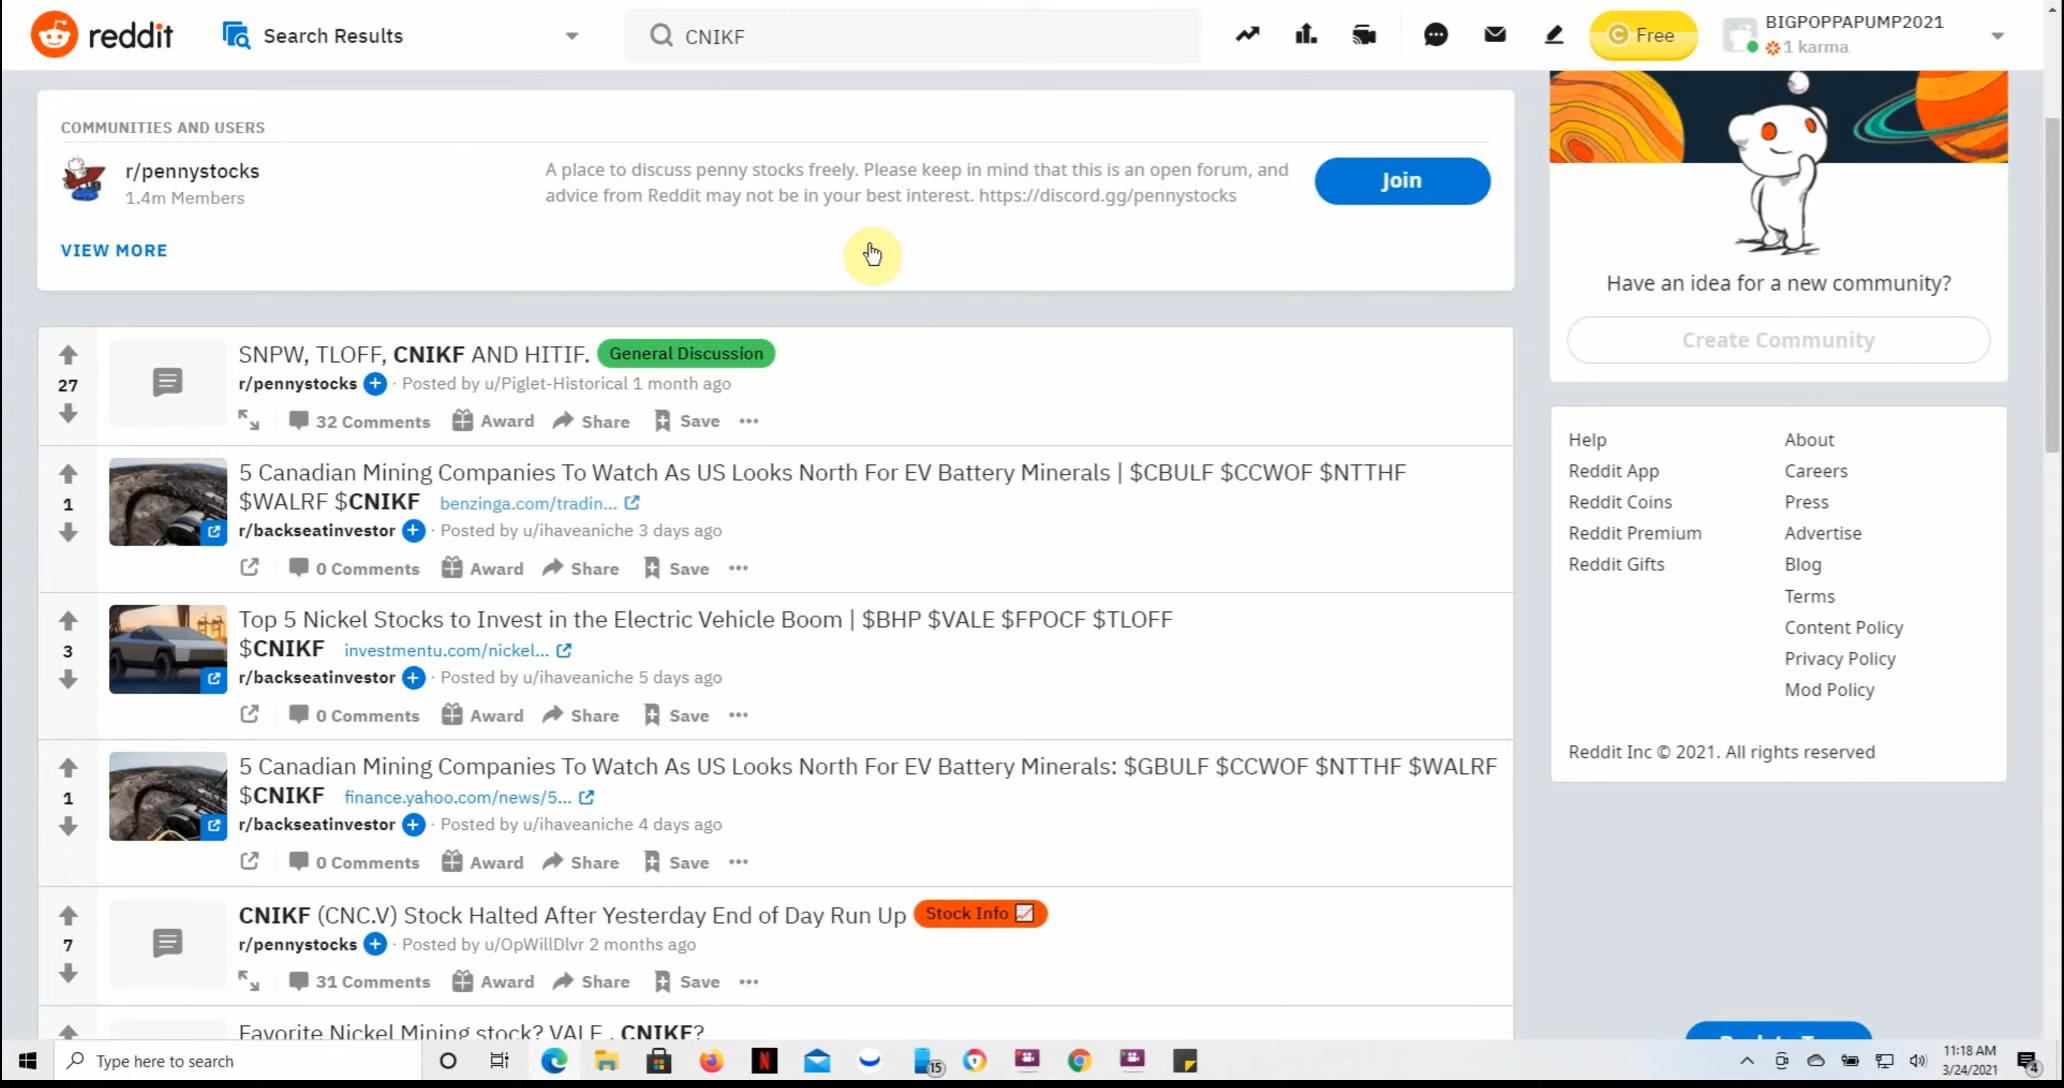 reddit
Search Results
CNIKF
Free
BIGPOPPAPUMP2021
1 karma
COMMUNITIES AND USERS
r/pennystocks
1.4m Members
A place to discuss penny stocks freely. Please keep in mind that this is an open forum, and
advice from Reddit may not be in your best interest. https://discord.gg/pennystocks
Join
VIEW MORE
27
SNPW, TLOFF, CNIKF AND HITIF. General Discussion
r/pennystocks · Posted by u/Piglet-Historical 1 month ago
32 Comments Award Share Save
1
5 Canadian Mining Companies To Watch As US Looks North For EV Battery Minerals | $CBULF $CCWOF $NTTHF
$WALRF $CNIKF benzinga.com/tradin...
r/backseatinvestor · Posted by u/ihaveaniche 3 days ago
0 Comments Award Share Save
3
Top 5 Nickel Stocks to Invest in the Electric Vehicle Boom | $BHP $VALE $FPOCF $TLOFF
$CNIKF investmentu.com/nickel...
r/backseatinvestor · Posted by u/ihaveaniche 5 days ago
0 Comments Award Share Save
1
5 Canadian Mining Companies To Watch As US Looks North For EV Battery Minerals: $GBULF $CCWOF $NTTHF $WALRF
$CNIKF finance.yahoo.com/news/5...
r/backseatinvestor · Posted by u/ihaveaniche 4 days ago
0 Comments Award Share Save
7
CNIKF (CNC.V) Stock Halted After Yesterday End of Day Run Up Stock Info
r/pennystocks · Posted by u/OpWillDlvr 2 months ago
31 Comments Award Share Save
Favorite Nickel Mining stock? VALE , CNIKF?
Have an idea for a new community?
Create Community
Help About
Reddit App Careers
Reddit Coins Press
Reddit Premium Advertise
Reddit Gifts Blog
Terms
Content Policy
Privacy Policy
Mod Policy
Reddit Inc © 2021. All rights reserved
Type here to search
15
11:18 AM
3/24/2021
4